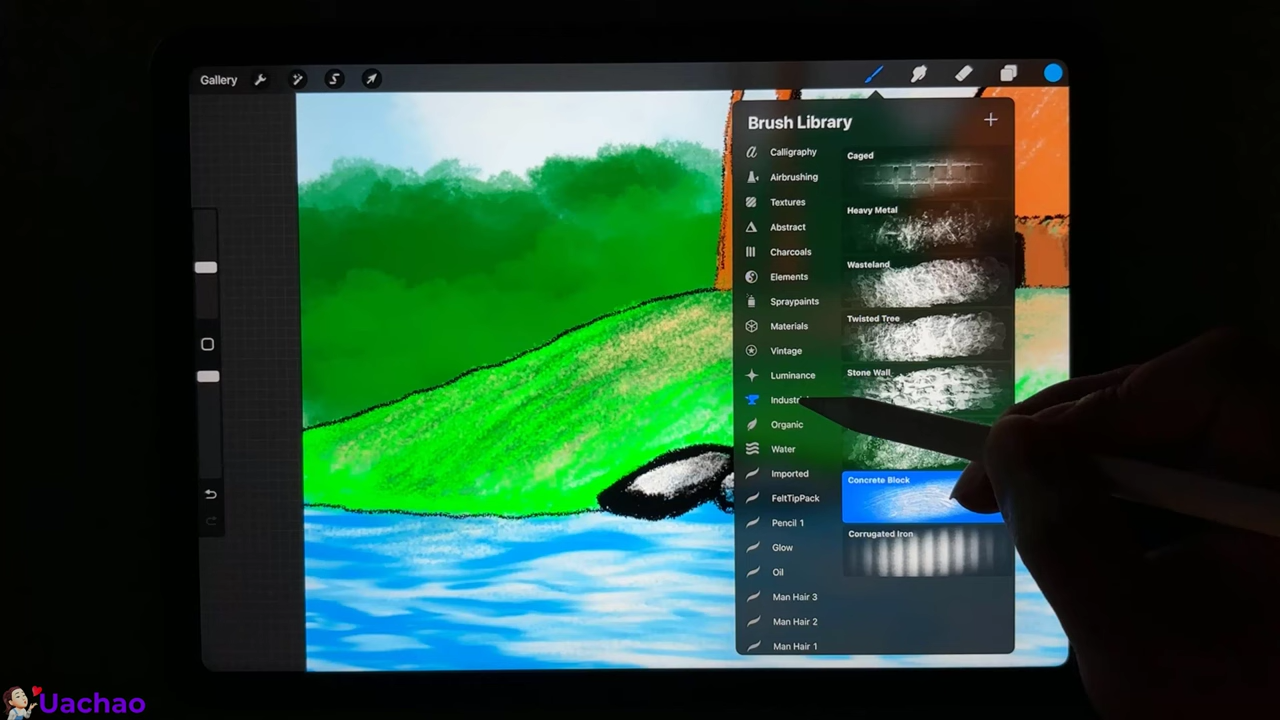 Gallery
Brush Library
Calligraphy
Airbrushing
Textures
Abstract
Charcoals
Elements
Spraypaints
Materials
Vintage
Luminance
Organic
Water
Imported
FeltTipPack
Pencil 1
Glow
Oil
Man Hair 3
Man Hair 2
Man Hair 1
Caged
Heavy Metal
Wasteland
Twisted Tree
Stone Wall
Concrete Block
Corrugated Iron
Uachao